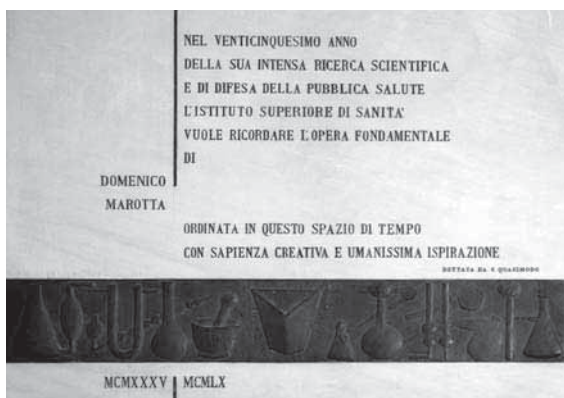 NEL VENTICINQUESIMO ANNO
DELLA SUA INTENSA RICERCA SCIENTIFICA
E DI DIFESA DELLA PUBBLICA SALUTE
L'ISTITUTO SUPERIORE DI SANITA'
VUOLE RICORDARE L'OPERA FONDAMENTALE
DI
DOMENICO
MAROTTA
ORDINATA IN QUESTO SPAZIO DI TEMPO
CON SAPIENZA CREATIVA E UMANISSIMA ISPIRAZIONE
DETTATA DA S QUASIMODO
MCMXXXV MCMLX